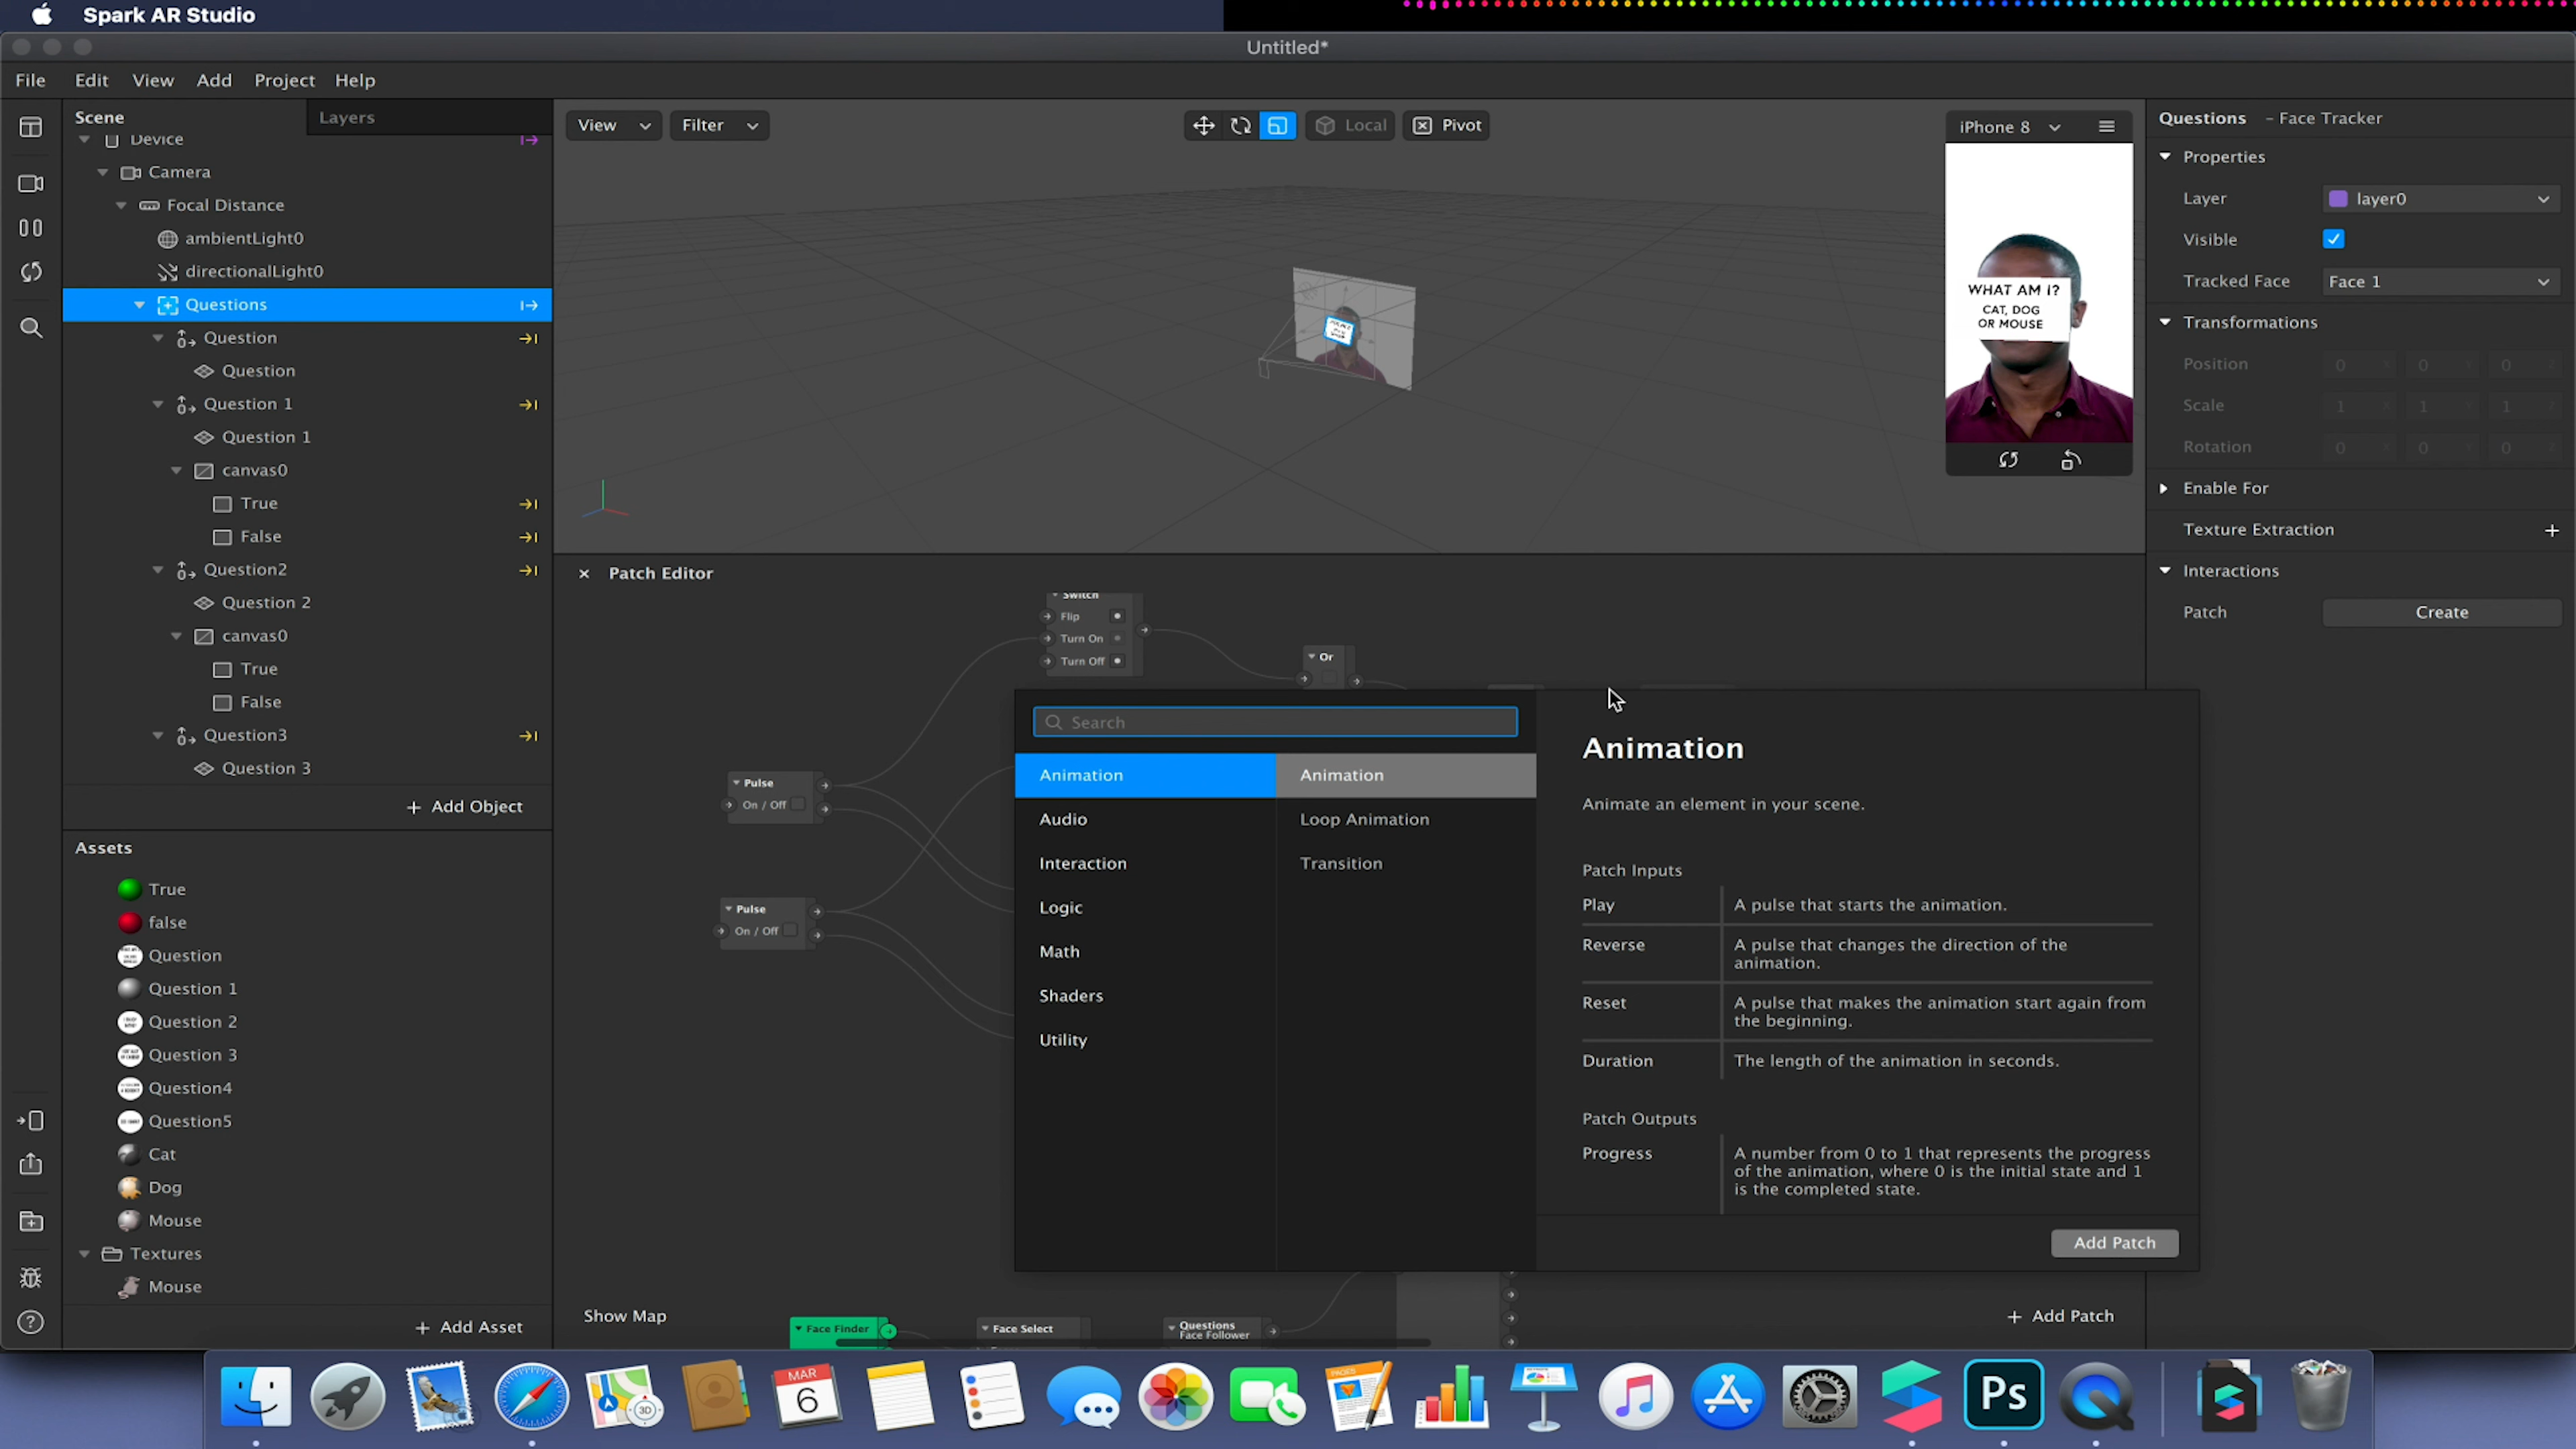 Spark AR Studio
Untitled*
File Edit View Add Project Help
Scene Layers
Device
Camera
Focal Distance
ambientLight0
directionalLight0
Questions
Question
Question
Question 1
Question 1
canvas0
True
False
Question2
Question 2
canvas0
True
False
Question3
Question 3
+ Add Object
Assets
True
false
Question
Question 1
Question 2
Question 3
Question4
Question5
Cat
Dog
Mouse
Textures
Mouse
+ Add Asset
View Filter Local Pivot
iPhone 8
WHAT AM I?
CAT, DOG
OR MOUSE
Patch Editor
Switch
Flip
Turn On
Turn Off
Or
Pulse
On / Off
Pulse
On / Off
Search
Animation
Audio
Interaction
Logic
Math
Shaders
Utility
Animation
Loop Animation
Transition
Animation
Animate an element in your scene.
Patch Inputs
Play A pulse that starts the animation.
Reverse A pulse that changes the direction of the
animation.
Reset A pulse that makes the animation start again from
the beginning.
Duration The length of the animation in seconds.
Patch Outputs
Progress A number from 0 to 1 that represents the progress
of the animation, where 0 is the initial state and 1
is the completed state.
Add Patch
Show Map
+ Add Patch
Face Finder
Face Select
Questions
Face Follower
Questions - Face Tracker
Properties
Layer layer0
Visible
Tracked Face Face 1
Transformations
Position 0 0 0
Scale 1 1 1
Rotation 0 0 0
Enable For
Texture Extraction +
Interactions
Patch Create
3D
MAR
6
Ps